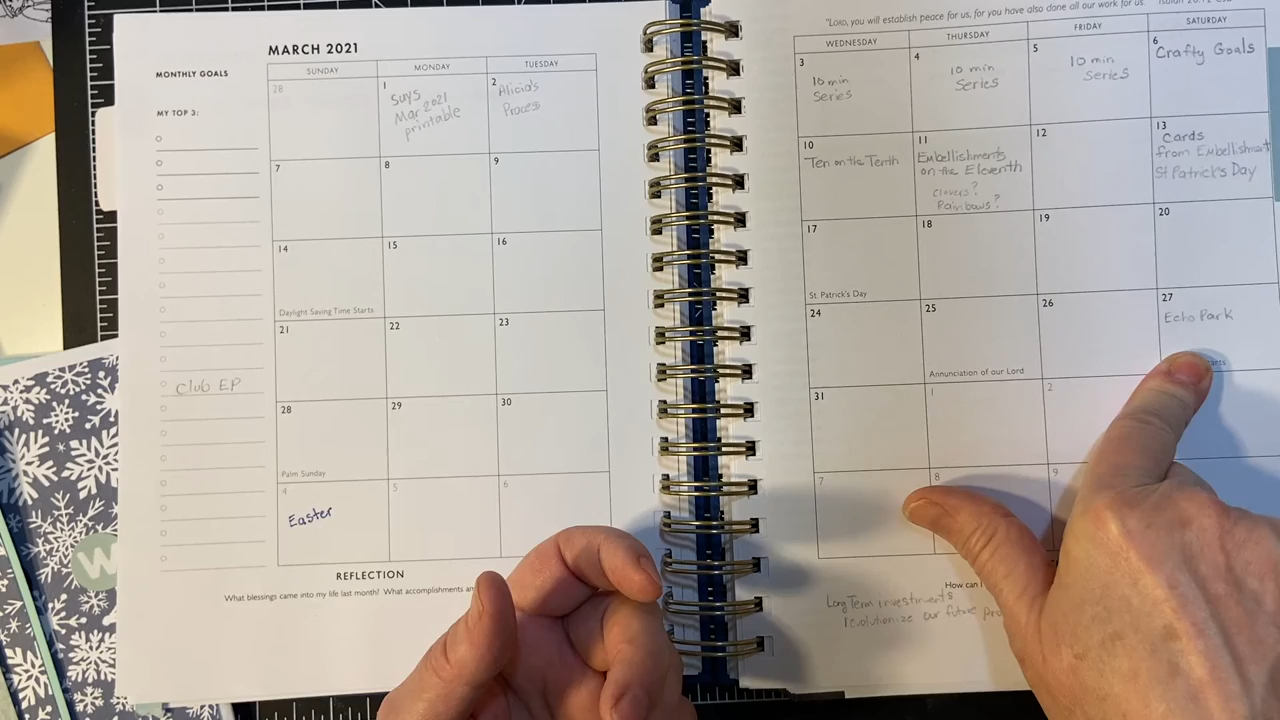 MARCH 2021
MONTHLY GOALS
MY TOP 3:
club EP
SUNDAY MONDAY TUESDAY
28 1 2
Suys
Mar 2021
printable
Alicia's
Process
7 8 9
14 15 16
Daylight Saving Time Starts
21 22 23
28 29 30
Palm Sunday
4 5 6
Easter
REFLECTION
What blessings came into my life last month? What accomplishments
"LORD, you will establish peace for us, for you have also done all our work for us.
WEDNESDAY THURSDAY FRIDAY SATURDAY
3 4 5 6
10 min
Series
10 min
Series
10 min
Series
Crafty Goals
10 11 12 13
Ten on the Tenth
Embellishments
on the Eleventh
Clovers?
Rainbows?
Cards
from Embellishment
St Patrick's Day
17 18 19 20
St. Patrick's Day
24 25 26 27
Annunciation of our Lord
Echo Park
31 1 2
7 8 9
How can
Long Term investments
revolutionize our future
W